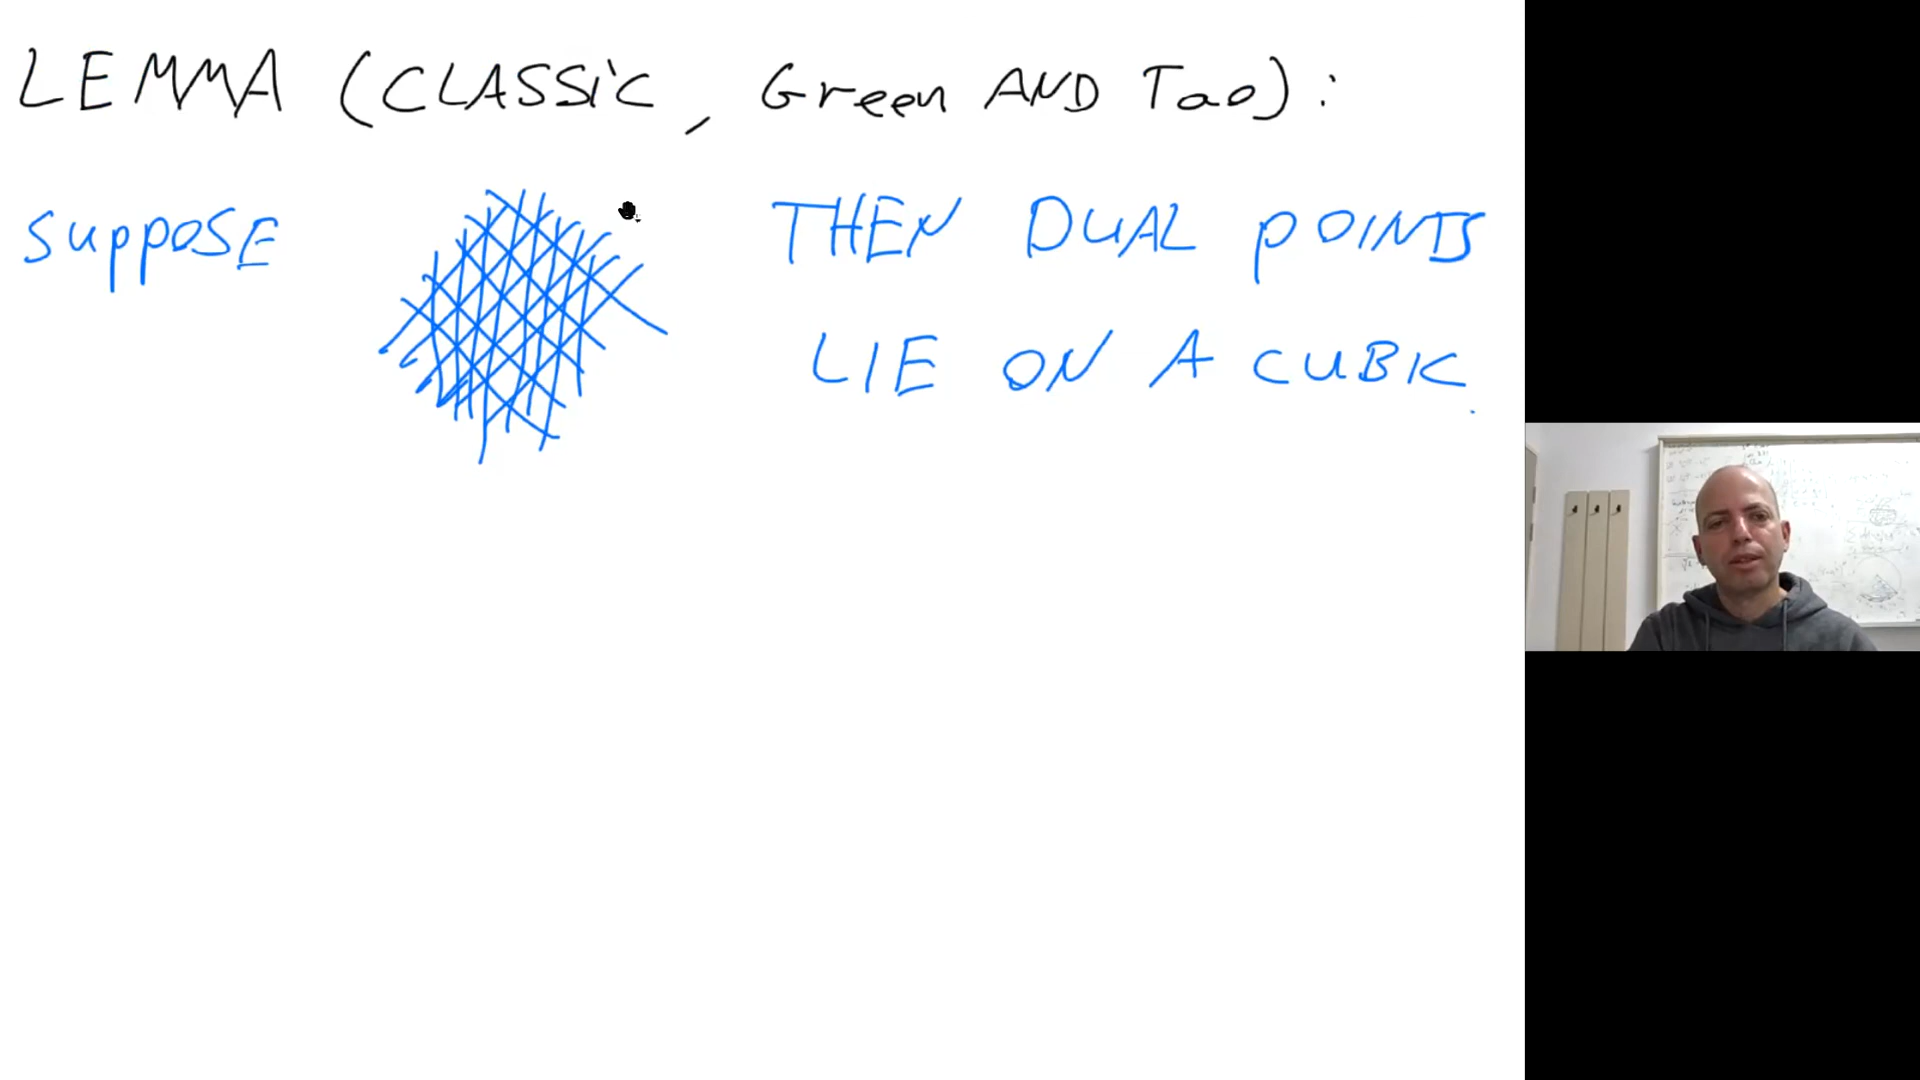 LEMMA (CLASSIC, Green AND Tao):
SuppOSE
THEN DUAL POINTS
LIE ON A CUBIC.